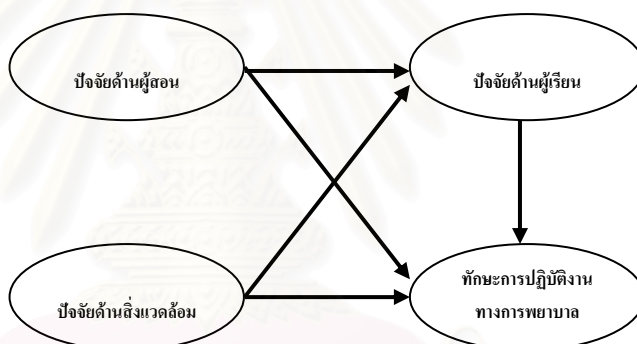 ปัจจัยด้านผู้สอน
ปัจจัยด้านผู้เรียน
ปัจจัยด้านสิ่งแวดล้อม
ทักษะการปฏิบัติงาน
ทางการพยาบาล